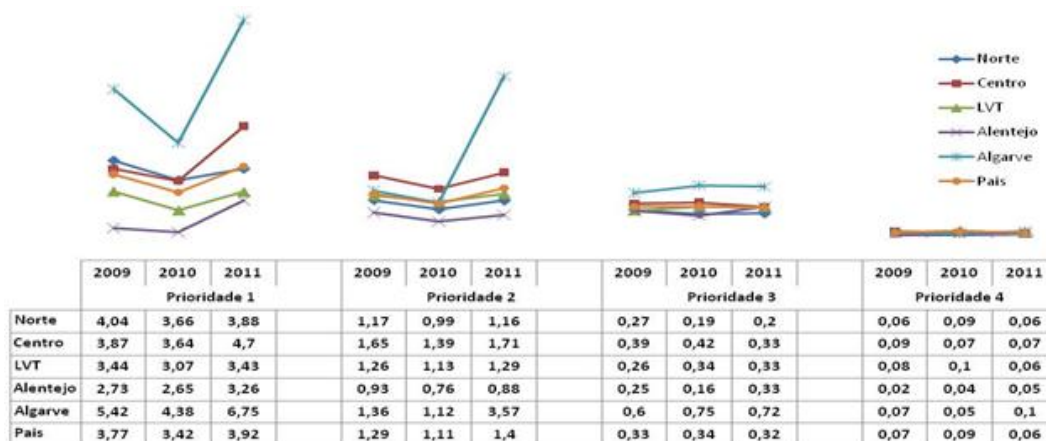 Norte
Centro
LVT
Alentejo
Algarve
Pais
2009 2010 2011 2009 2010 2011 2009 2010 2011 2009 2010 2011
Prioridade 1 Prioridade 2 Prioridade 3 Prioridade 4
Norte 4,04 3,66 3,88 1,17 0,99 1,16 0,27 0,19 0,2 0,06 0,09 0,06
Centro 3,87 3,64 4,7 1,65 1,39 1,71 0,39 0,42 0,33 0,09 0,07 0,07
LVT 3,44 3,07 3,43 1,26 1,13 1,29 0,26 0,34 0,33 0,08 0,1 0,06
Alentejo 2,73 2,65 3,26 0,93 0,76 0,88 0,25 0,16 0,33 0,02 0,04 0,05
Algarve 5,42 4,38 6,75 1,36 1,12 3,57 0,6 0,75 0,72 0,07 0,05 0,1
Pais 3,77 3,42 3,92 1,29 1,11 1,4 0,33 0,34 0,32 0,07 0,09 0,06